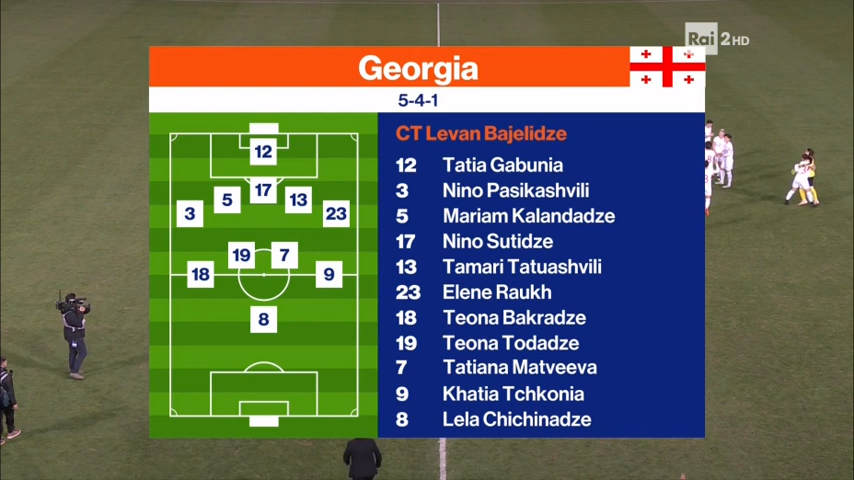 Rai 2 HD
Georgia
5-4-1
CT Levan Bajelidze
12 Tatia Gabunia
3 Nino Pasikashvili
5 Mariam Kalandadze
17 Nino Sutidze
13 Tamari Tatuashvili
23 Elene Raukh
18 Teona Bakradze
19 Teona Todadze
7 Tatiana Matveeva
9 Khatia Tchkonia
8 Lela Chichinadze
12
17
5 13
3 23
19 7
18 9
8